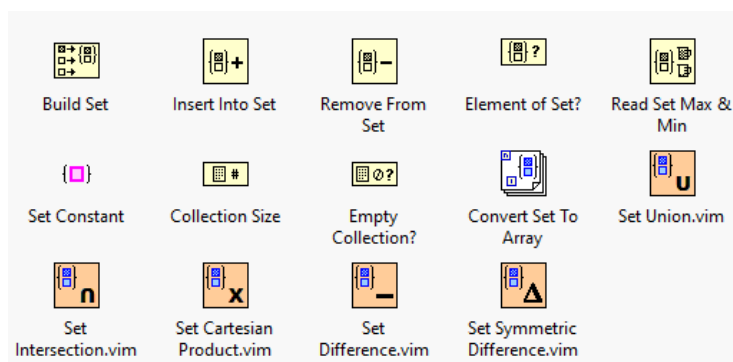 Build Set
Insert Into Set
Remove From
Set
Element of Set?
Read Set Max &
Min
Set Constant
Collection Size
Empty
Collection?
Convert Set To
Array
Set Union.vim
Set
Intersection.vim
Set Cartesian
Product.vim
Set
Difference.vim
Set Symmetric
Difference.vim